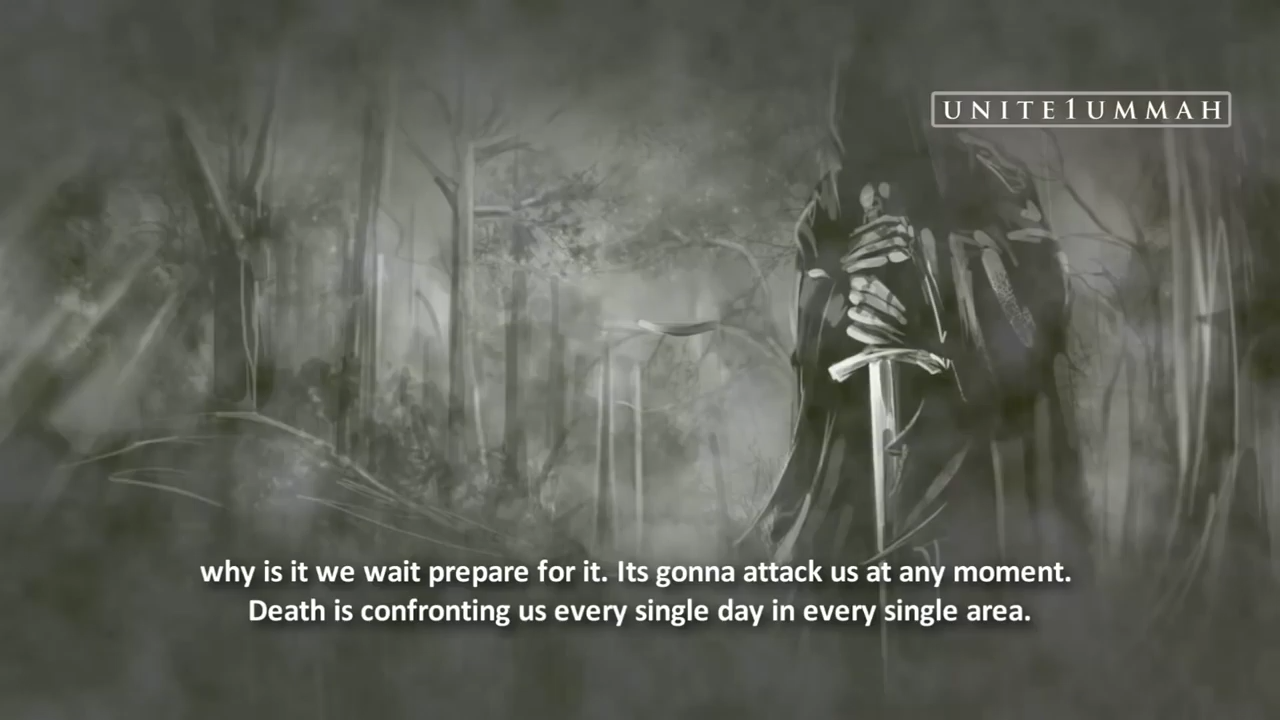 UNITE1UMMAH
why is it we wait prepare for it. Its gonna attack us at any moment.
Death is confronting us every single day in every single area.